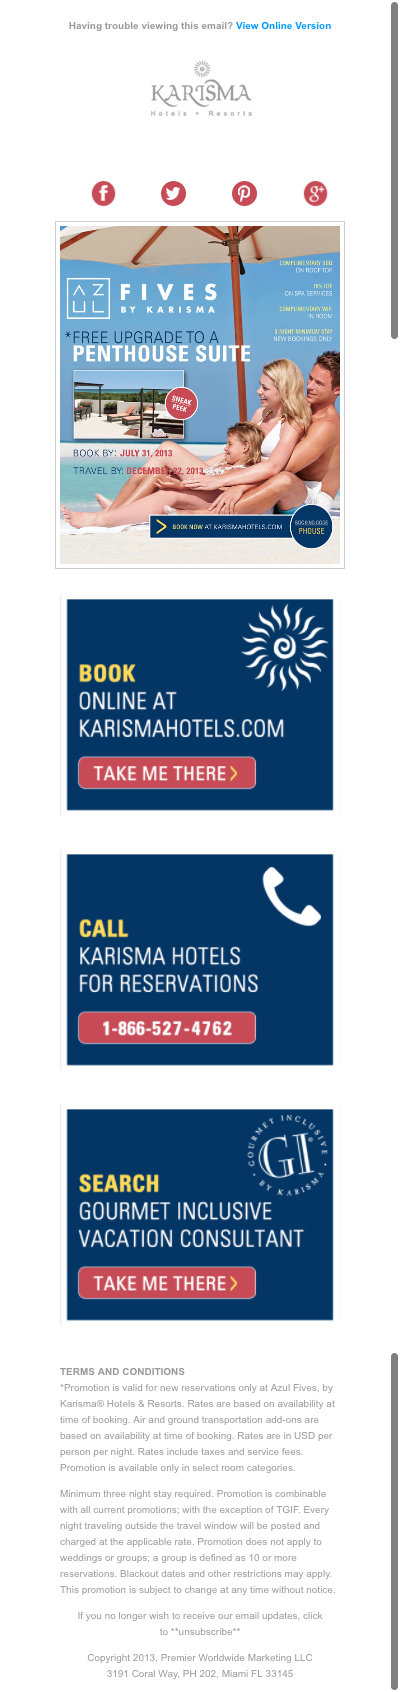 Having trouble viewing this email? View Online Version
KARISMA
Hotels • Resorts
COMPLIMENTARY BBQ
ON ROOFTOP
15% OFF
ON SPA SERVICES
COMPLIMENTARY WIFI
IN ROOM
3 NIGHT MINIMUM STAY
NEW BOOKINGS ONLY
AZ
UL
FIVES
BY KARISMA
*FREE UPGRADE TO A
PENTHOUSE SUITE
SNEAK
PEEK
BOOK BY: JULY 31, 2013
TRAVEL BY: DECEMBER 22, 2013
BOOK NOW AT KARISMAHOTELS.COM
BOOKING CODE
PHOUSE
BOOK
ONLINE AT
KARISMAHOTELS.COM
TAKE ME THERE
CALL
KARISMA HOTELS
FOR RESERVATIONS
1-866-527-4762
GOURMET INCLUSIVE
GI®
BY KARISMA
SEARCH
GOURMET INCLUSIVE
VACATION CONSULTANT
TAKE ME THERE
TERMS AND CONDITIONS
*Promotion is valid for new reservations only at Azul Fives, by
Karisma® Hotels & Resorts. Rates are based on availability at
time of booking. Air and ground transportation add-ons are
based on availability at time of booking. Rates are in USD per
person per night. Rates include taxes and service fees.
Promotion is available only in select room categories.
Minimum three night stay required. Promotion is combinable
with all current promotions; with the exception of TGIF. Every
night traveling outside the travel window will be posted and
charged at the applicable rate. Promotion does not apply to
weddings or groups; a group is defined as 10 or more
reservations. Blackout dates and other restrictions may apply.
This promotion is subject to change at any time without notice.
If you no longer wish to receive our email updates, click
to **unsubscribe**
Copyright 2013, Premier Worldwide Marketing LLC
3191 Coral Way, PH 202, Miami FL 33145